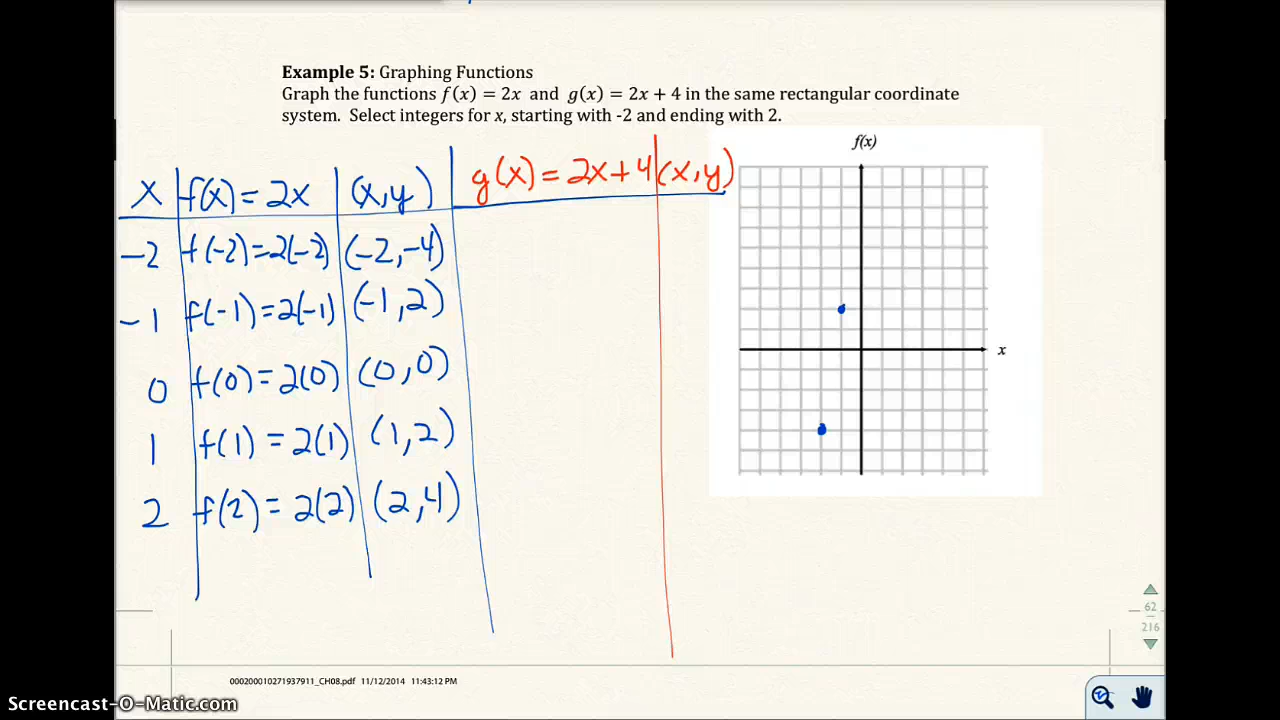 Example 5: Graphing Functions
Graph the functions f(x) = 2x and g(x) = 2x + 4 in the same rectangular coordinate
system. Select integers for x, starting with -2 and ending with 2.
f(x)
x f(x) = 2x (x,y) g(x) = 2x+4 (x,y)
-2 f(-2)=2(-2) (-2,-4)
-1 f(-1)=2(-1) (-1,2)
x
0 f(0)=2(0) (0,0)
1 f(1) = 2(1) (1,2)
2 f(2) = 2(2) (2,4)
62
216
000200010271937911_CH08.pdf 11/12/2014 11:43:12 PM
Screencast-O-Matic.com